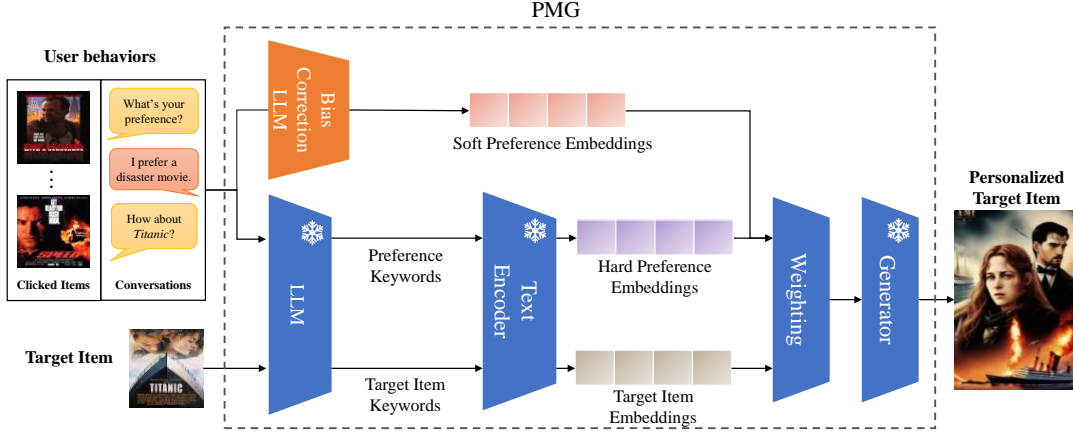 PMG
User behaviors
What's your
preference?
I prefer a
disaster movie.
How about
Titanic?
SPEED
Clicked Items
Conversations
Bias
Correction
LLM
Soft Preference Embeddings
LLM
Preference
Keywords
Text
Encoder
Hard Preference
Embeddings
Weighting
Generator
Personalized
Target Item
Target Item
TITANIC
Target Item
Keywords
Target Item
Embeddings